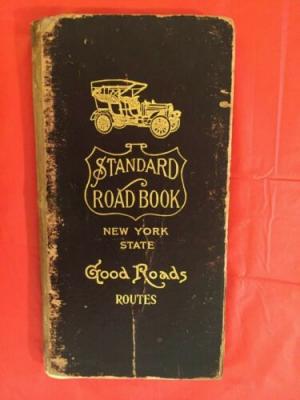 STANDARD
ROAD BOOK
NEW YORK
STATE
Good Roads
ROUTES